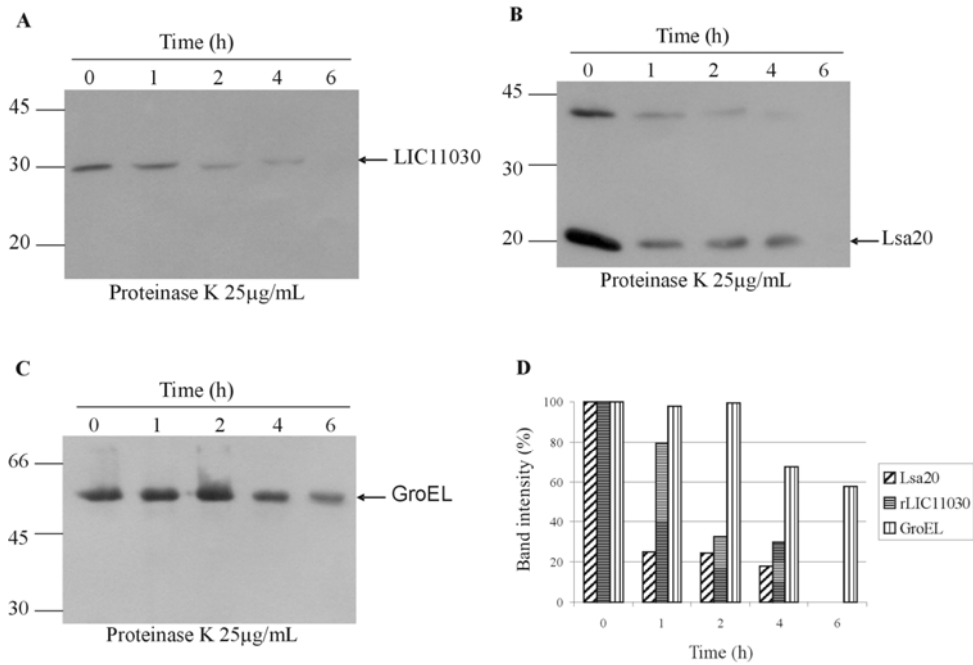 A
Time (h)
0 1 2 4 6
45
30
20
LIC11030
Proteinase K 25µg/mL
B
Time (h)
0 1 2 4 6
45
30
20
Lsa20
Proteinase K 25µg/mL
C
Time (h)
0 1 2 4 6
66
45
30
GroEL
Proteinase K 25µg/mL
D
Band intensity (%)
100
80
60
40
20
0
0 1 2 4 6
Time (h)
Lsa20
rLIC11030
GroEL